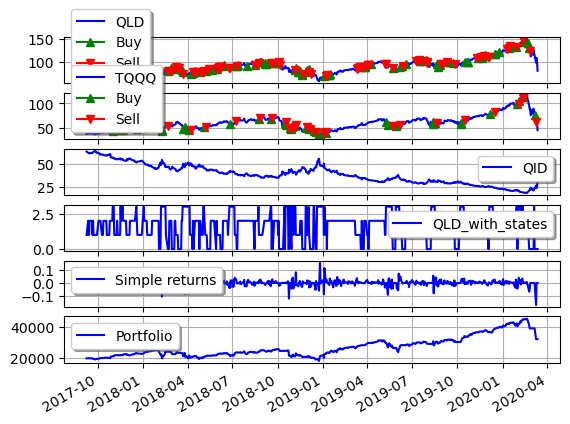 QLD
Buy
Sell
150
100
TQQQ
Buy
Sell
100
50
QID
50
25
QLD_with_states
2.5
0.0
Simple returns
0.1
0.0
−0.1
Portfolio
40000
20000
2017-10
2018-01
2018-04
2018-07
2018-10
2019-01
2019-04
2019-07
2019-10
2020-01
2020-04